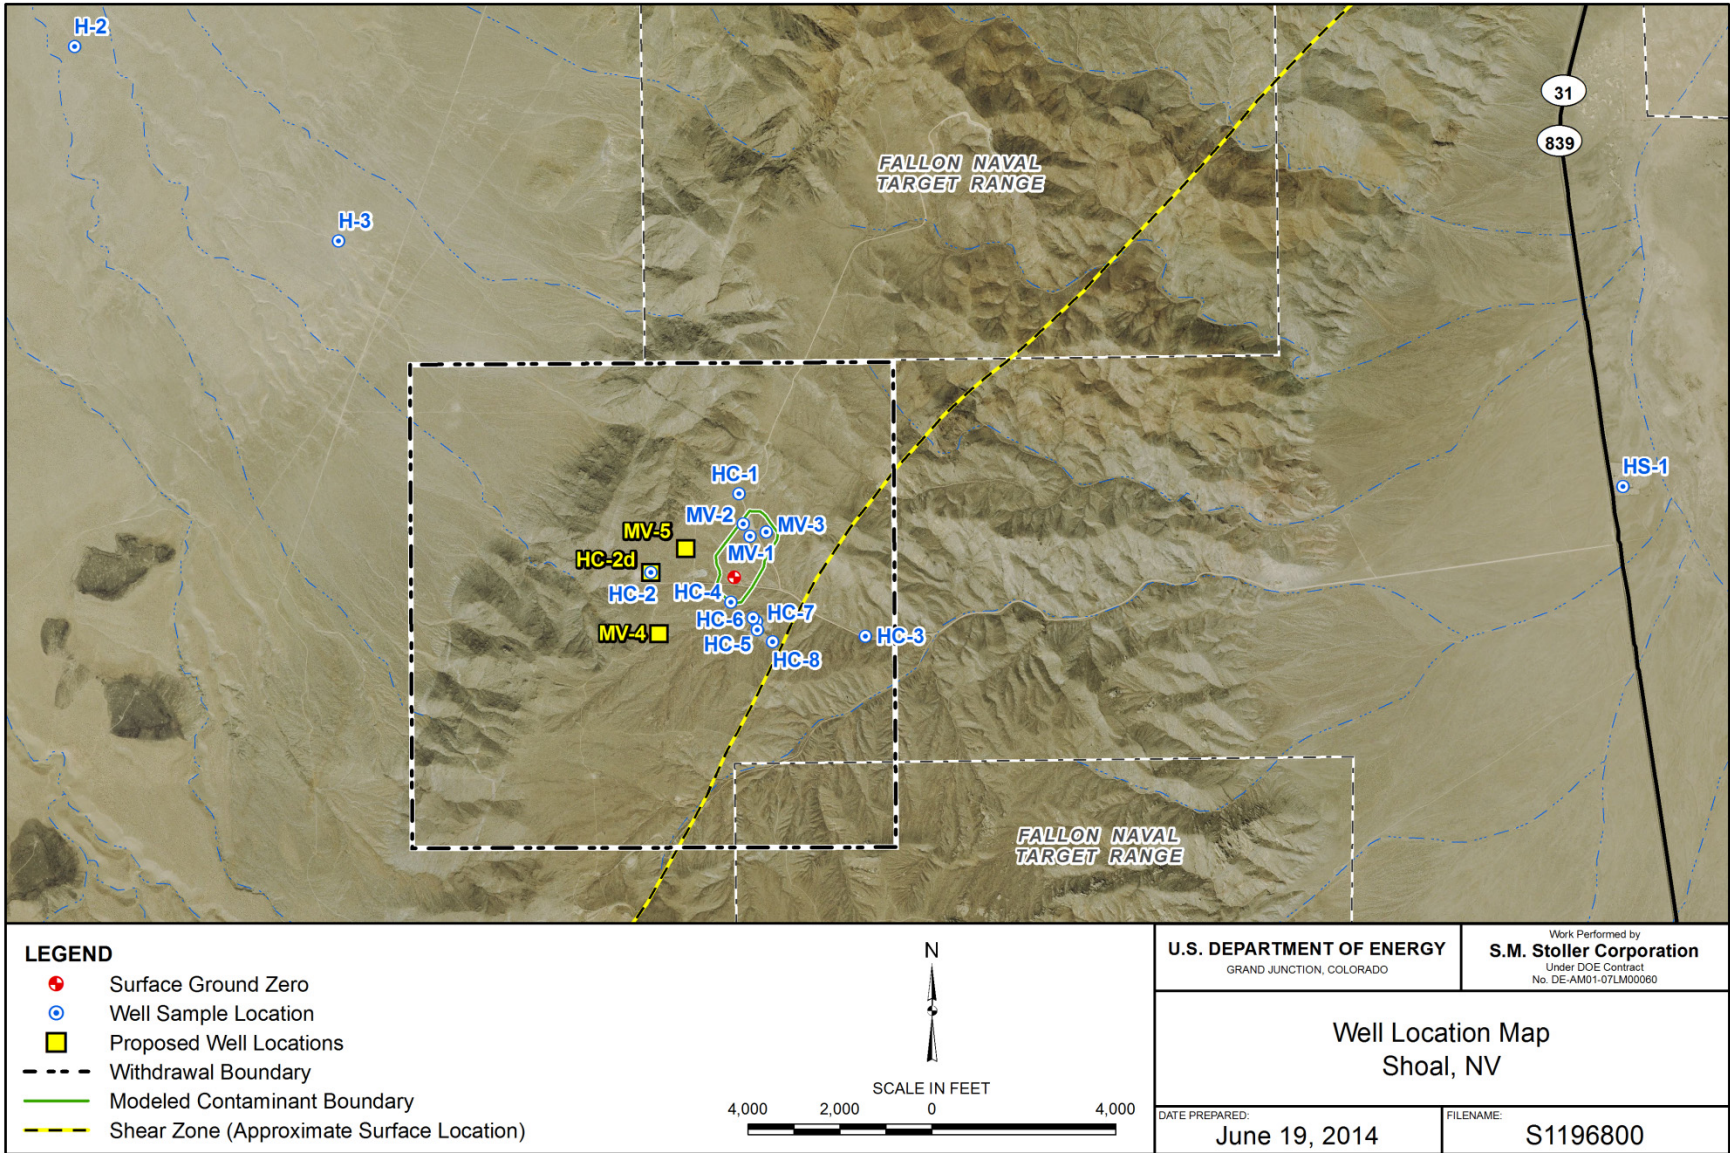 H-2
H-3
31
839
FALLON NAVAL
TARGET RANGE
HS-1
HC-1
MV-2
MV-3
MV-5
MV-1
HC-2d
HC-2
HC-4
HC-6
HC-7
MV-4
HC-5
HC-3
HC-8
FALLON NAVAL
TARGET RANGE
LEGEND
Surface Ground Zero
Well Sample Location
Proposed Well Locations
Withdrawal Boundary
Modeled Contaminant Boundary
Shear Zone (Approximate Surface Location)
N
SCALE IN FEET
4,000 2,000 0 4,000
U.S. DEPARTMENT OF ENERGY
GRAND JUNCTION, COLORADO
Work Performed by
S.M. Stoller Corporation
Under DOE Contract
No. DE-AM01-07LM00060
Well Location Map
Shoal, NV
DATE PREPARED:
June 19, 2014
FILENAME:
S1196800